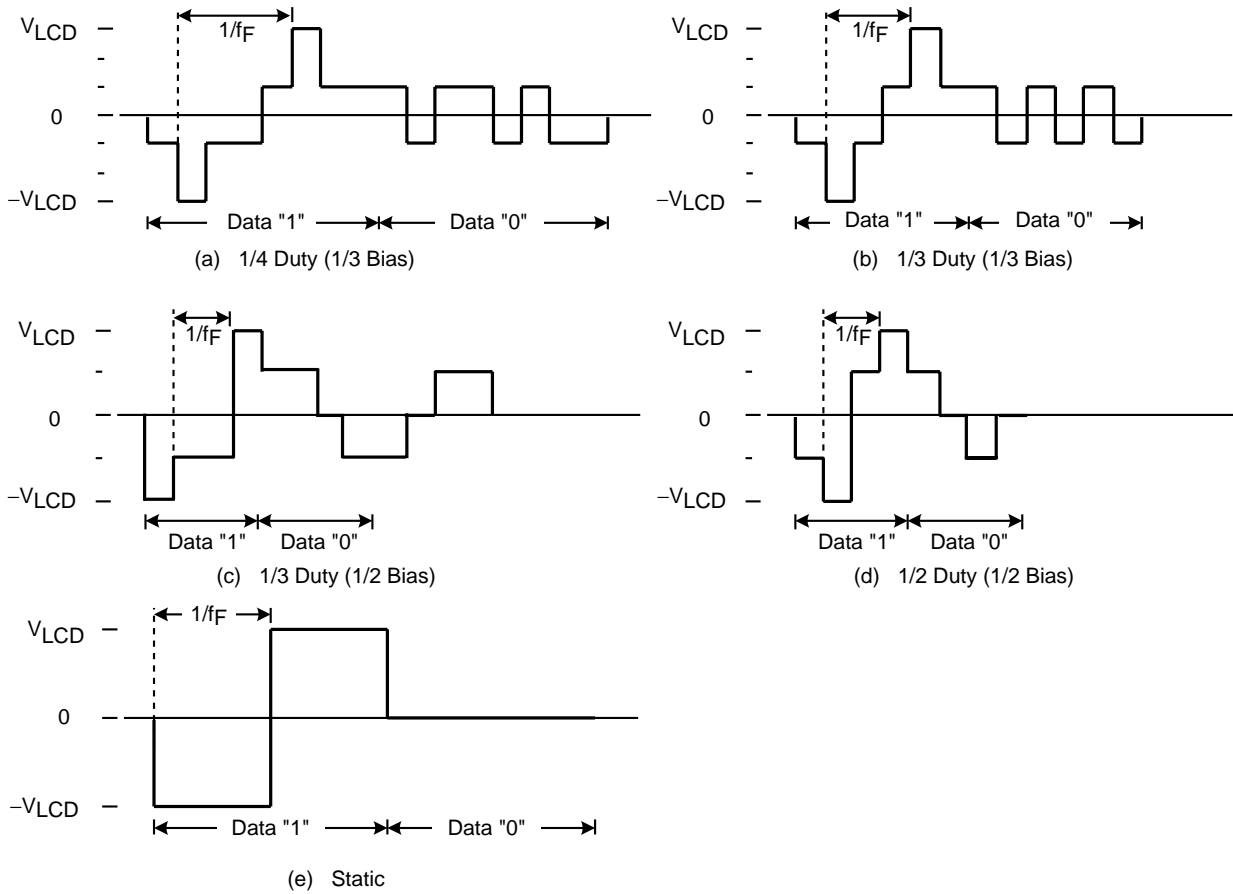 1/fF
VLCD
0
−VLCD
Data "1"
Data "0"
(a) 1/4 Duty (1/3 Bias)
1/fF
VLCD
0
−VLCD
Data "1"
Data "0"
(b) 1/3 Duty (1/3 Bias)
1/fF
VLCD
0
−VLCD
Data "1"
Data "0"
(c) 1/3 Duty (1/2 Bias)
1/fF
VLCD
0
−VLCD
Data "1"
Data "0"
(d) 1/2 Duty (1/2 Bias)
1/fF
VLCD
0
−VLCD
Data "1"
Data "0"
(e) Static